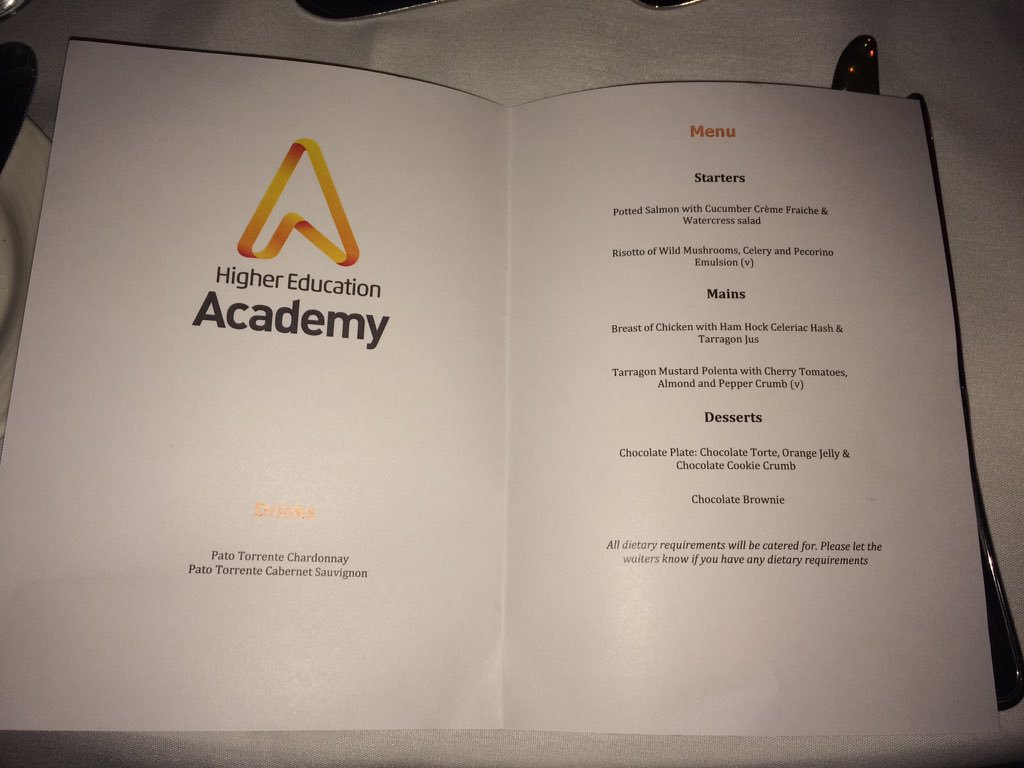 Higher Education
Academy
Drinks
Pato Torrente Chardonnay
Pato Torrente Cabernet Sauvignon
Menu
Starters
Potted Salmon with Cucumber Crème Fraiche &
Watercress salad
Risotto of Wild Mushrooms, Celery and Pecorino
Emulsion (v)
Mains
Breast of Chicken with Ham Hock Celeriac Hash &
Tarragon Jus
Tarragon Mustard Polenta with Cherry Tomatoes,
Almond and Pepper Crumb (v)
Desserts
Chocolate Plate: Chocolate Torte, Orange Jelly &
Chocolate Cookie Crumb
Chocolate Brownie
All dietary requirements will be catered for. Please let the
waiters know if you have any dietary requirements